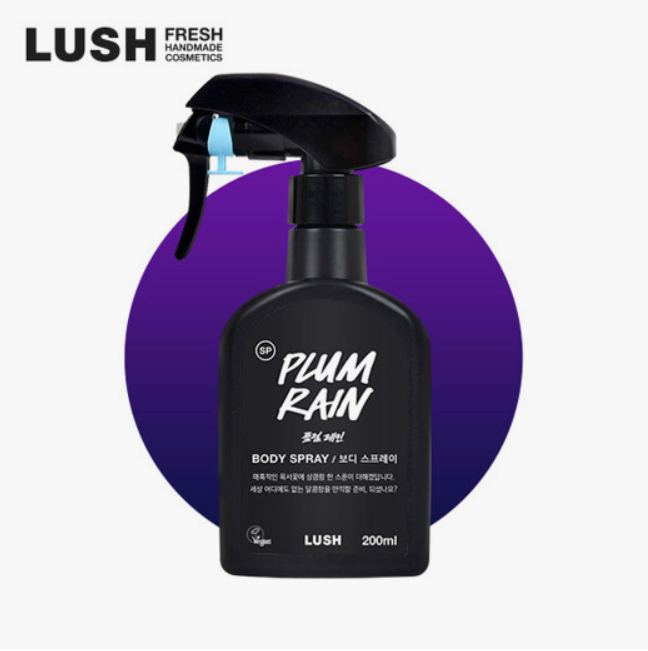 LUSH FRESH
HANDMADE
COSMETICS
SP
PLUM
RAIN
플럼 레인
BODY SPRAY / 보디 스프레이
매혹적인 목서꽃에 상큼함 한 스푼이 더해졌답니다.
세상 어디에도 없는 달콤함을 만끽할 준비, 되셨나요?
vegan
LUSH 200ml